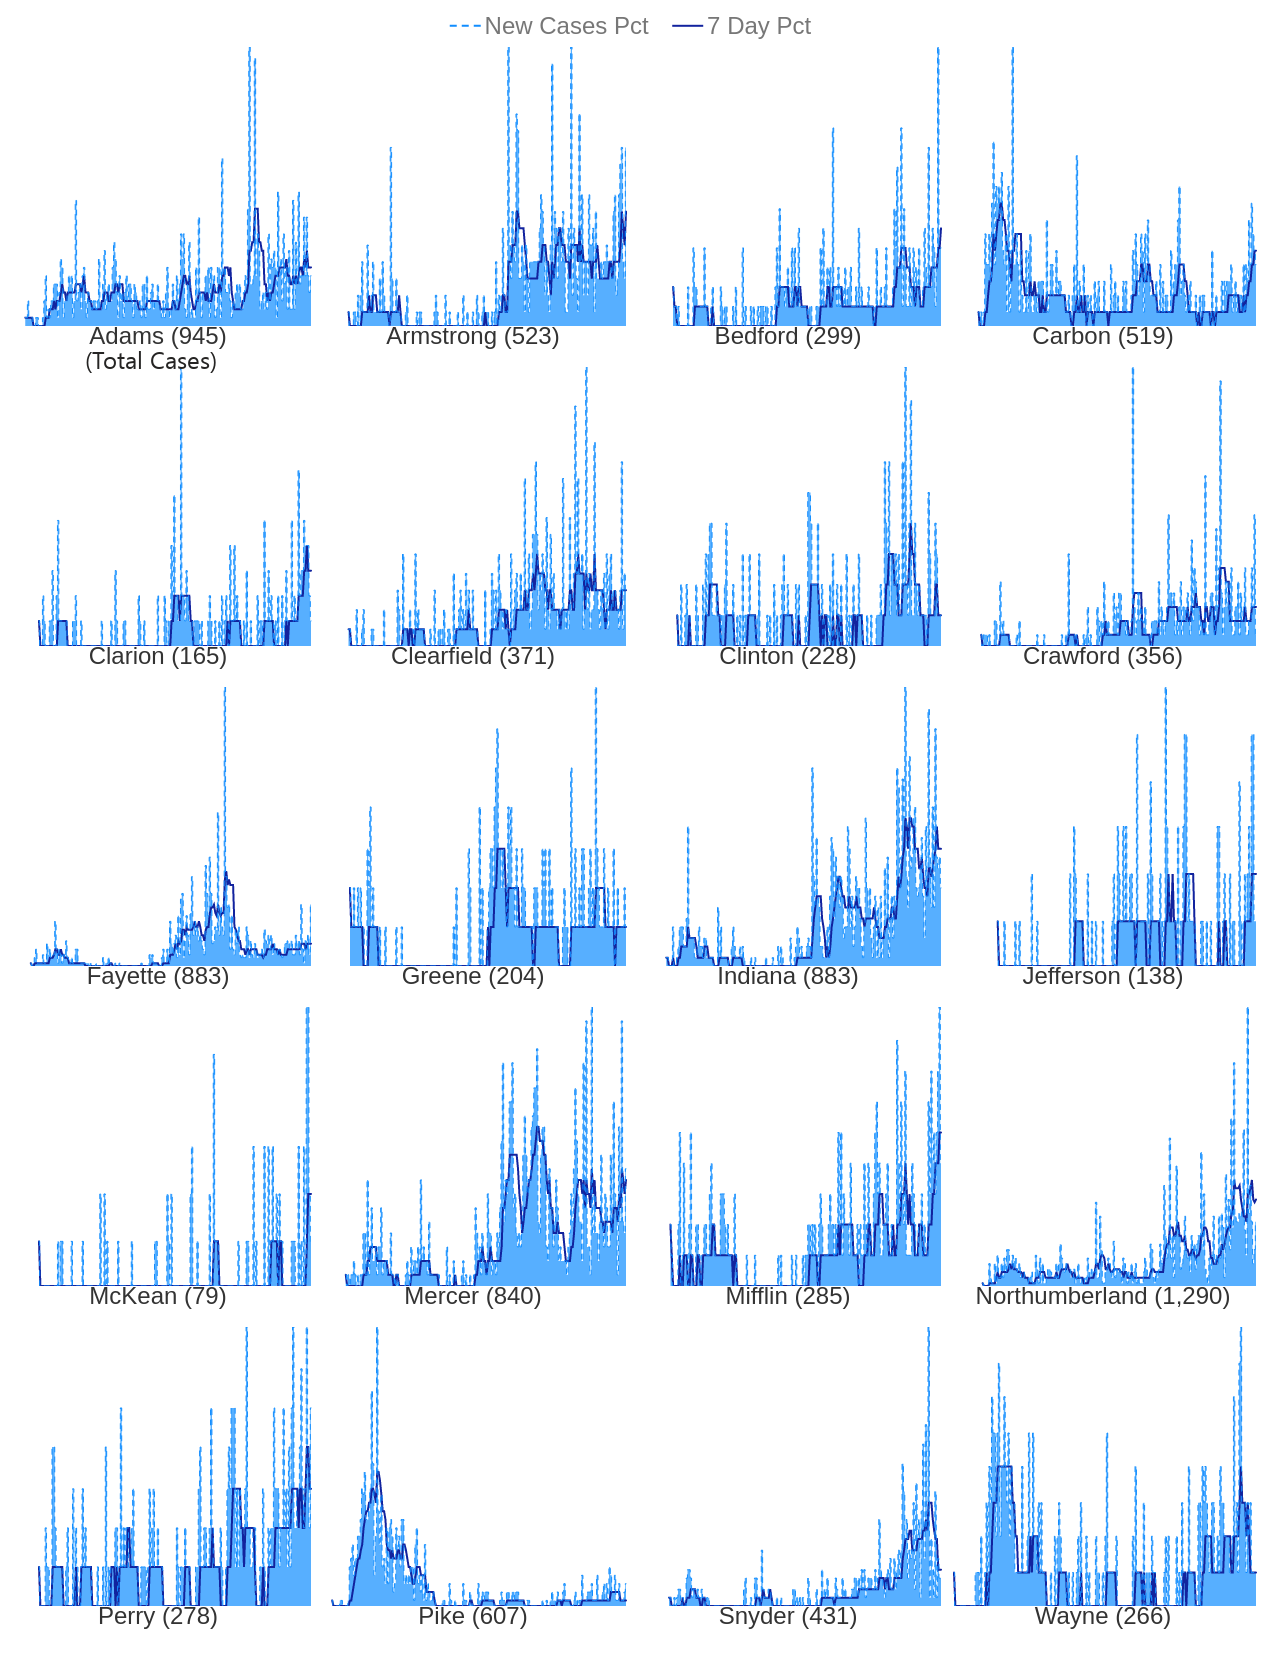 New Cases Pct 7 Day Pct
Adams (945) Armstrong (523) Bedford (299) Carbon (519)
(Total Cases)
Clarion (165) Clearfield (371) Clinton (228) Crawford (356)
Fayette (883) Greene (204) Indiana (883) Jefferson (138)
McKean (79) Mercer (840) Mifflin (285) Northumberland (1,290)
Perry (278) Pike (607) Snyder (431) Wayne (266)